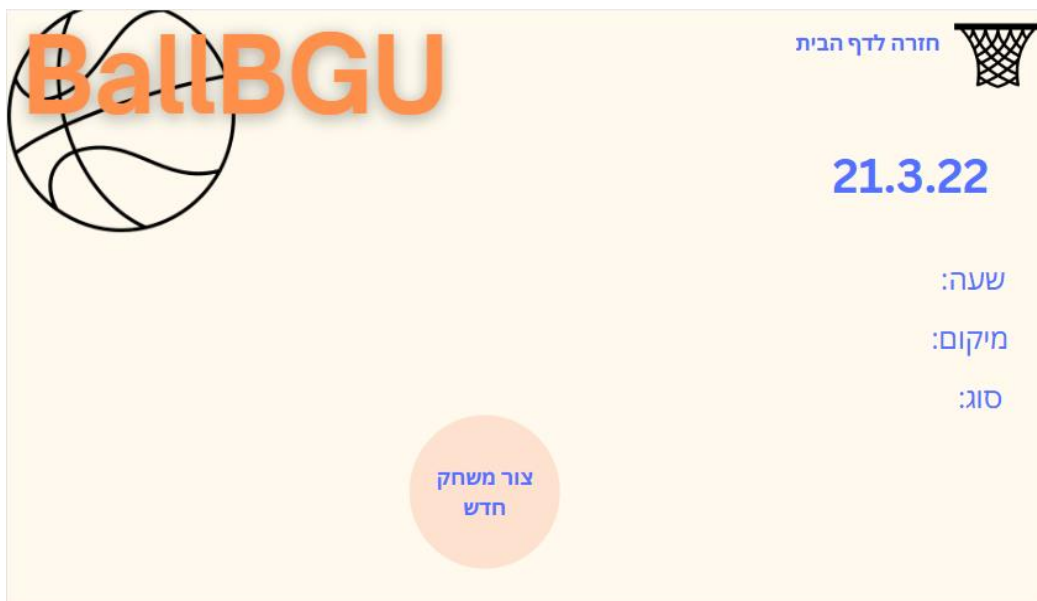 BallBGU
חזרה לדף הבית
21.3.22
שעה:
מיקום:
סוג:
צור משחק
חדש